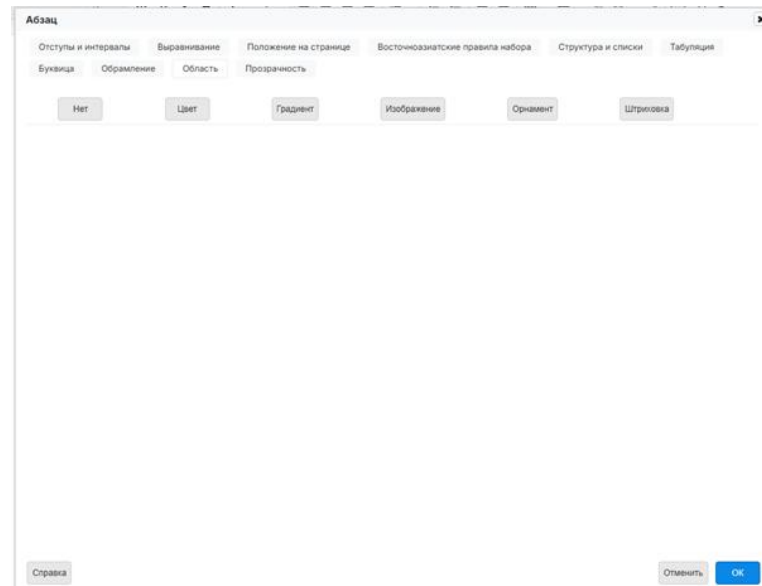 Абзац
Отступы и интервалы Выравнивание Положение на странице Восточноазиатские правила набора Структура и списки Табуляция
Буквица Обрамление Область Прозрачность
Нет Цвет Градиент Изображение Орнамент Штриховка
Справка Отменить OK